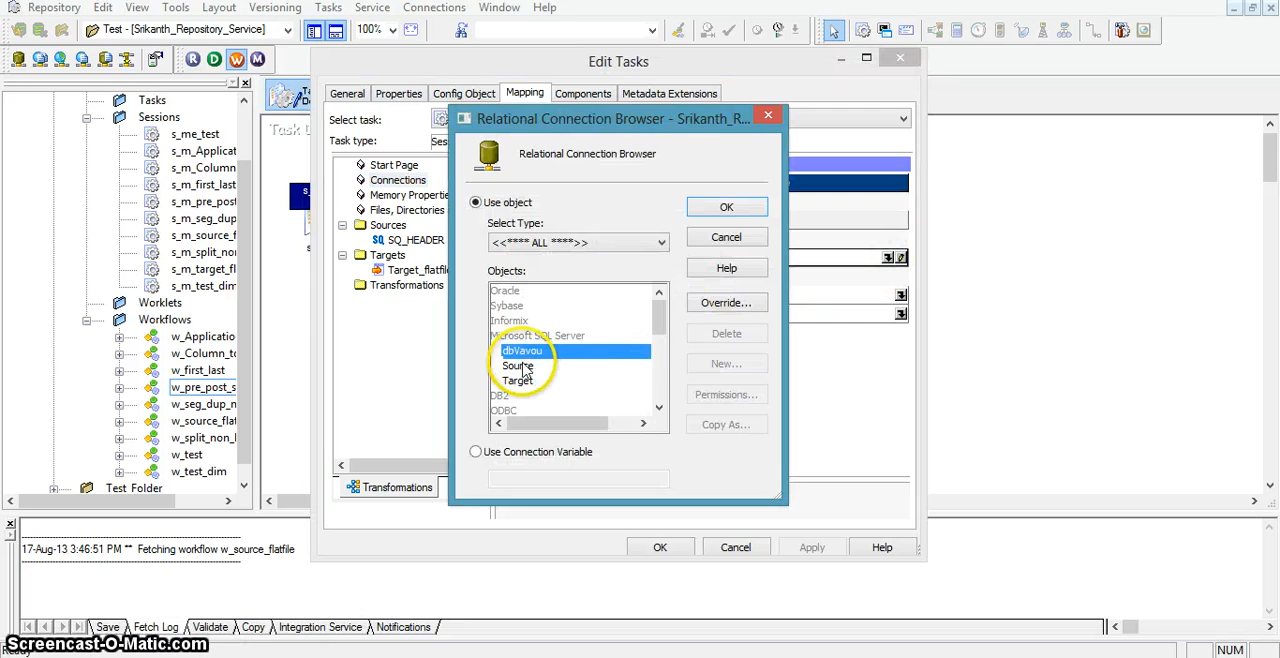 Repository Edit View Tools Layout Versioning Tasks Session Connections Window Help
Test - [Srikanth_Repository_Service] 100%
R D W M
Edit Tasks
General Properties Config Object Mapping Components Metadata Extensions
Select task:
Task type: Ses
Tasks
Sessions
s_me_test
s_m_Applicat
s_m_Column_
s_m_first_last
s_m_pre_post
s_m_seg_dup_
s_m_source_f
s_m_split_non
s_m_target_fl
s_m_test_dim
Worklets
Workflows
w_Applicatio
w_Column_to
w_first_last
w_pre_post_s
w_seg_dup_n
w_source_flat
w_split_non_l
w_test
w_test_dim
Test Folder
Start Page
Connections
Memory Propertie
Files, Directories
Sources
SQ_HEADER
Targets
Target_flatfil
Transformations
Transformations
Relational Connection Browser - Srikanth_R...
Relational Connection Browser
Use object
Select Type:
<<**** ALL ****>>
Objects:
Oracle
Sybase
Informix
Microsoft SQL Server
dbVavou
Source
Target
DB2
ODBC
Use Connection Variable
OK
Cancel
Help
Override...
Delete
New...
Permissions...
Copy As...
OK Cancel Apply Help
17-Aug-13 3:46:51 PM ** Fetching workflow w_source_flatfile
Save Fetch Log Validate Copy Integration Service Notifications
Screencast-O-Matic.com
NUM